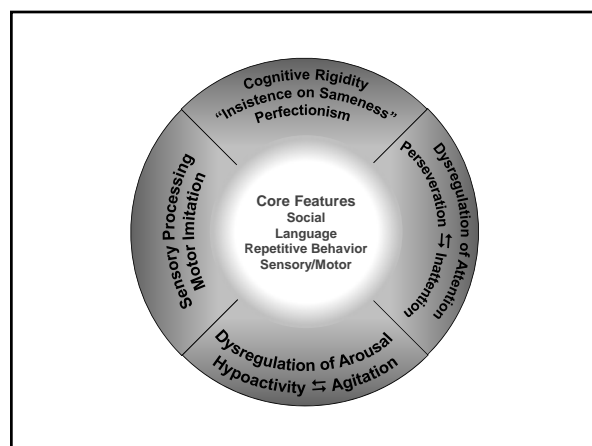 Cognitive Rigidity
“Insistence on Sameness”
Perfectionism
Dysregulation of Attention
Perseveration ⇆ Inattention
Sensory Processing
Motor Imitation
Core Features
Social
Language
Repetitive Behavior
Sensory/Motor
Dysregulation of Arousal
Hypoactivity ⇆ Agitation